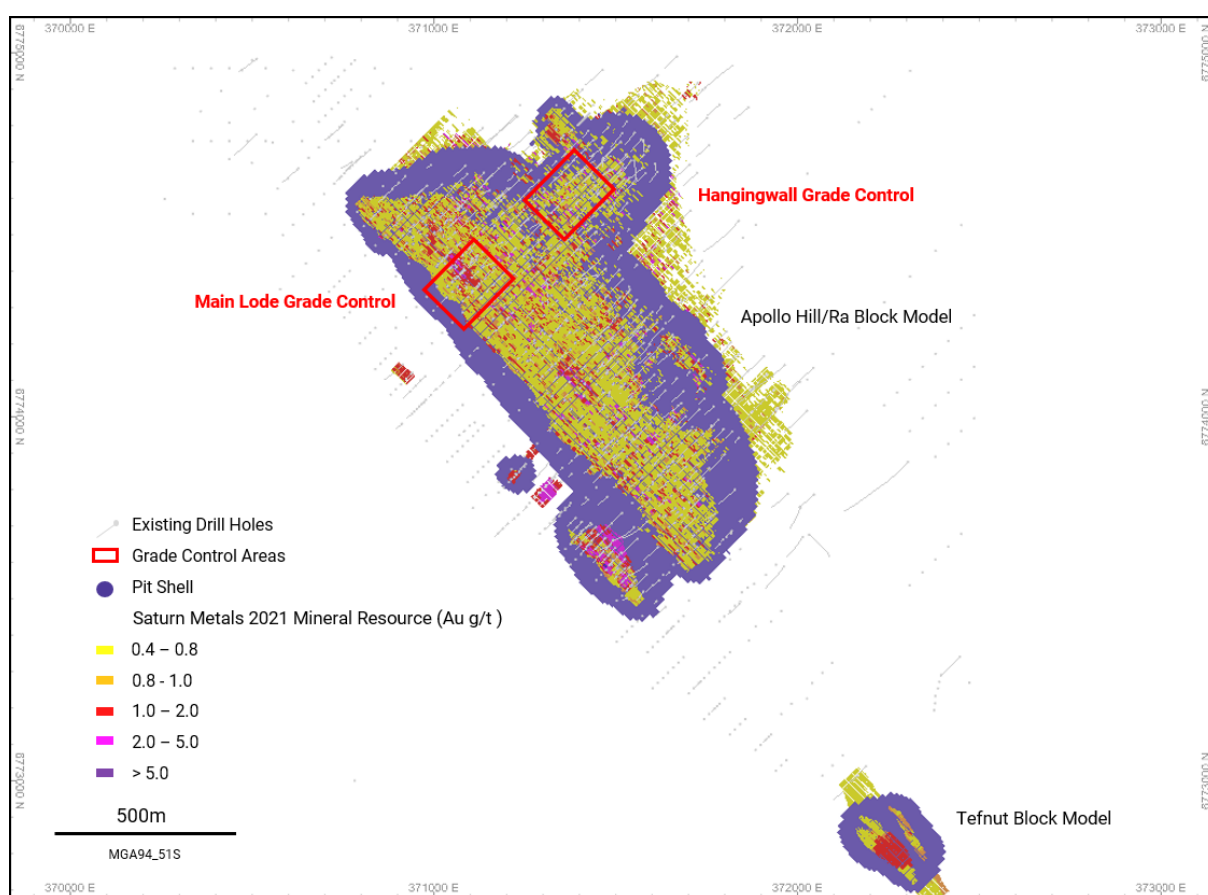 370000 E
371000 E
372000 E
373000 E
6775000 N
6775000 N
Hangingwall Grade Control
Main Lode Grade Control
Apollo Hill/Ra Block Model
6774000 N
6774000 N
Existing Drill Holes
Grade Control Areas
Pit Shell
Saturn Metals 2021 Mineral Resource (Au g/t )
0.4 – 0.8
0.8 - 1.0
1.0 – 2.0
2.0 – 5.0
> 5.0
6773000 N
6773000 N
500m
Tefnut Block Model
MGA94_51S
370000 E
371000 E
372000 E
373000 E